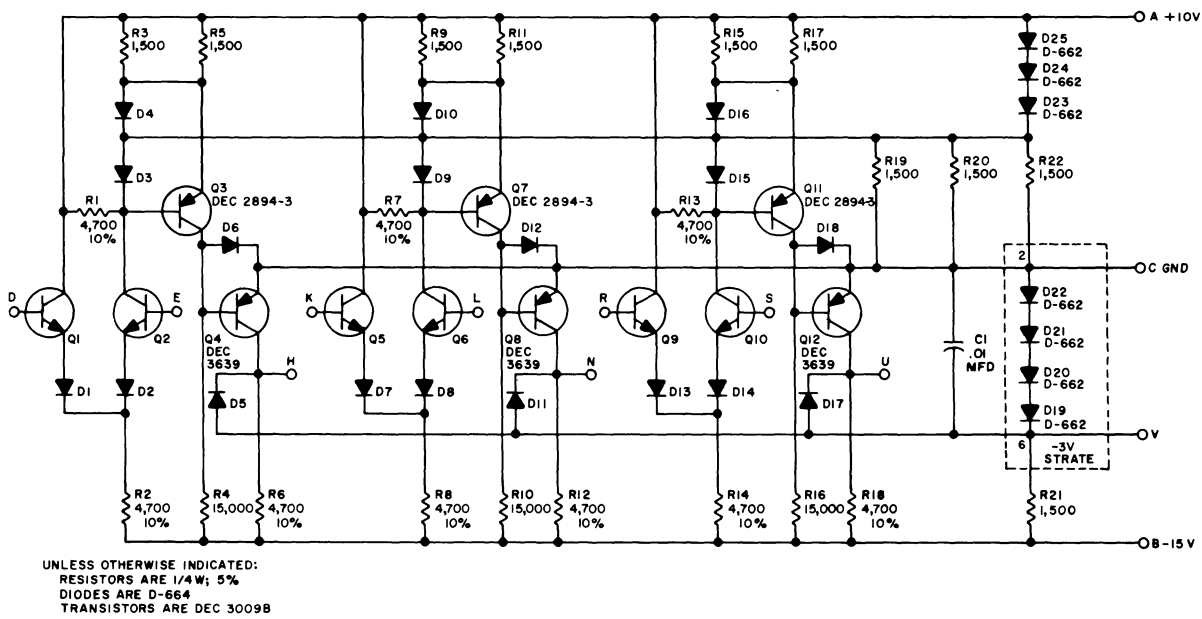 A +10V
R3
1,500
R5
1,500
R9
1,500
R11
1,500
R15
1,500
R17
1,500
D25
D-662
D24
D-662
D23
D-662
D4
D10
D16
R19
1,500
R20
1,500
R22
1,500
D3
D9
D15
Q3
DEC 2894-3
Q7
DEC 2894-3
Q11
DEC 2894-3
R1
4,700
10%
R7
4,700
10%
R13
4,700
10%
D6
D12
D18
2
C GND
D
E
K
L
R
S
Q1
Q2
Q4
DEC
3639
Q5
Q6
Q8
DEC
3639
Q9
Q10
Q12
DEC
3639
C1
.01
MFD
D22
D-662
D21
D-662
D20
D-662
D19
D-662
H
N
U
D1
D2
D5
D7
D8
D11
D13
D14
D17
V
6
-3V
STRATE
R2
4,700
10%
R4
15,000
R6
4,700
10%
R8
4,700
10%
R10
15,000
R12
4,700
10%
R14
4,700
10%
R16
15,000
R18
4,700
10%
R21
1,500
B-15V
UNLESS OTHERWISE INDICATED:
RESISTORS ARE 1/4W; 5%
DIODES ARE D-664
TRANSISTORS ARE DEC 3009B